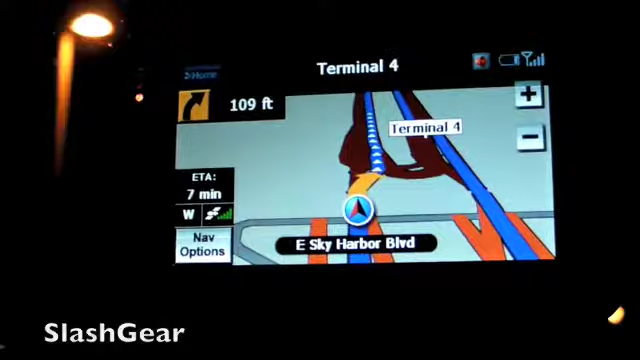 Home
Terminal 4
109 ft
+
Terminal 4
-
ETA:
7 min
W
Nav
Options
E Sky Harbor Blvd
SlashGear